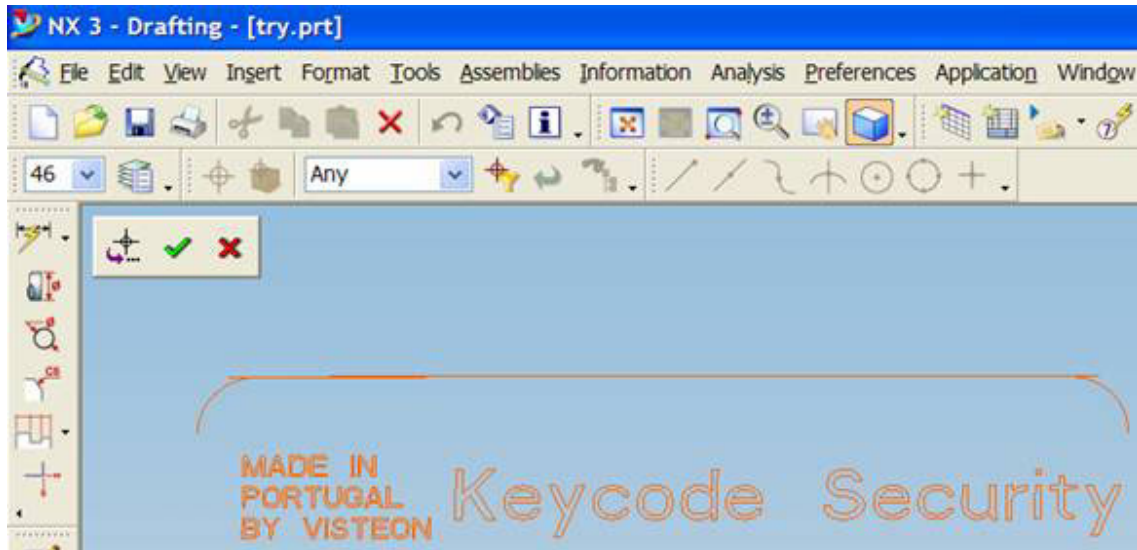 NX 3 - Drafting - [try.prt]
File Edit View Insert Format Tools Assemblies Information Analysis Preferences Application Window
46 Any
MADE IN
PORTUGAL
BY VISTEON
Keycode Security